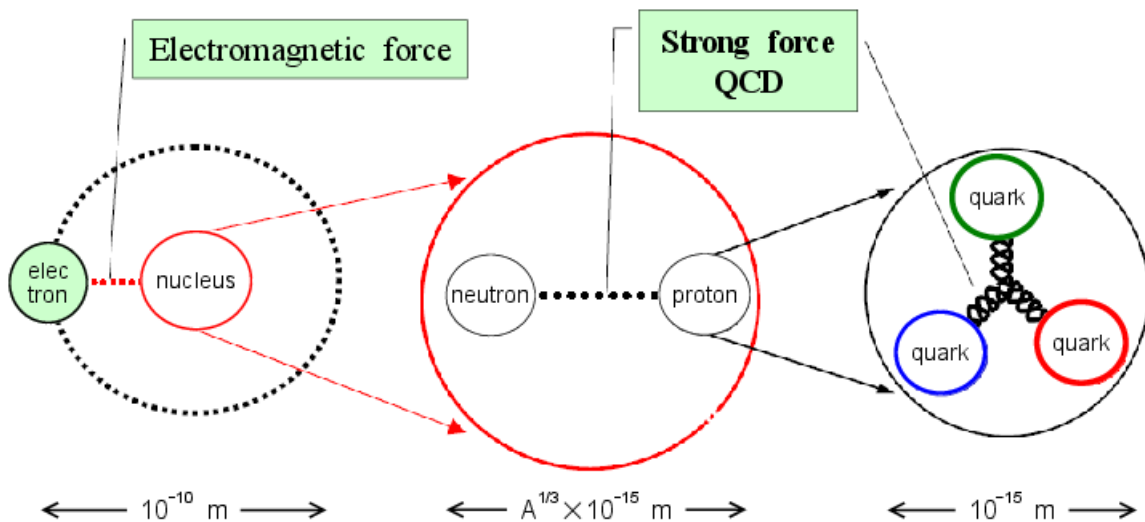 Electromagnetic force
Strong force
QCD
elec
tron
nucleus
neutron
proton
quark
quark
quark
10⁻¹⁰ m
A¹/³×10⁻¹⁵ m
10⁻¹⁵ m